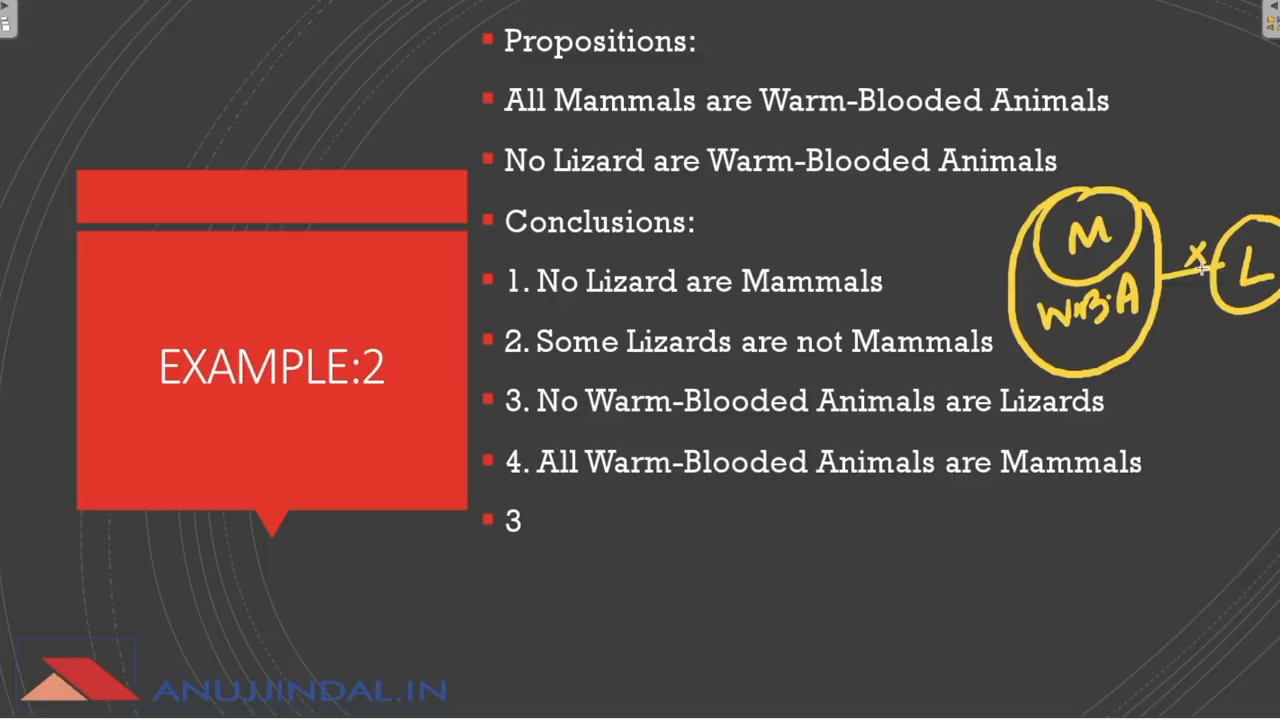 Propositions:
All Mammals are Warm-Blooded Animals
No Lizard are Warm-Blooded Animals
Conclusions:
1. No Lizard are Mammals
2. Some Lizards are not Mammals
3. No Warm-Blooded Animals are Lizards
4. All Warm-Blooded Animals are Mammals
3
EXAMPLE:2
M
W.B.A
X
L
ANUJJINDAL.IN